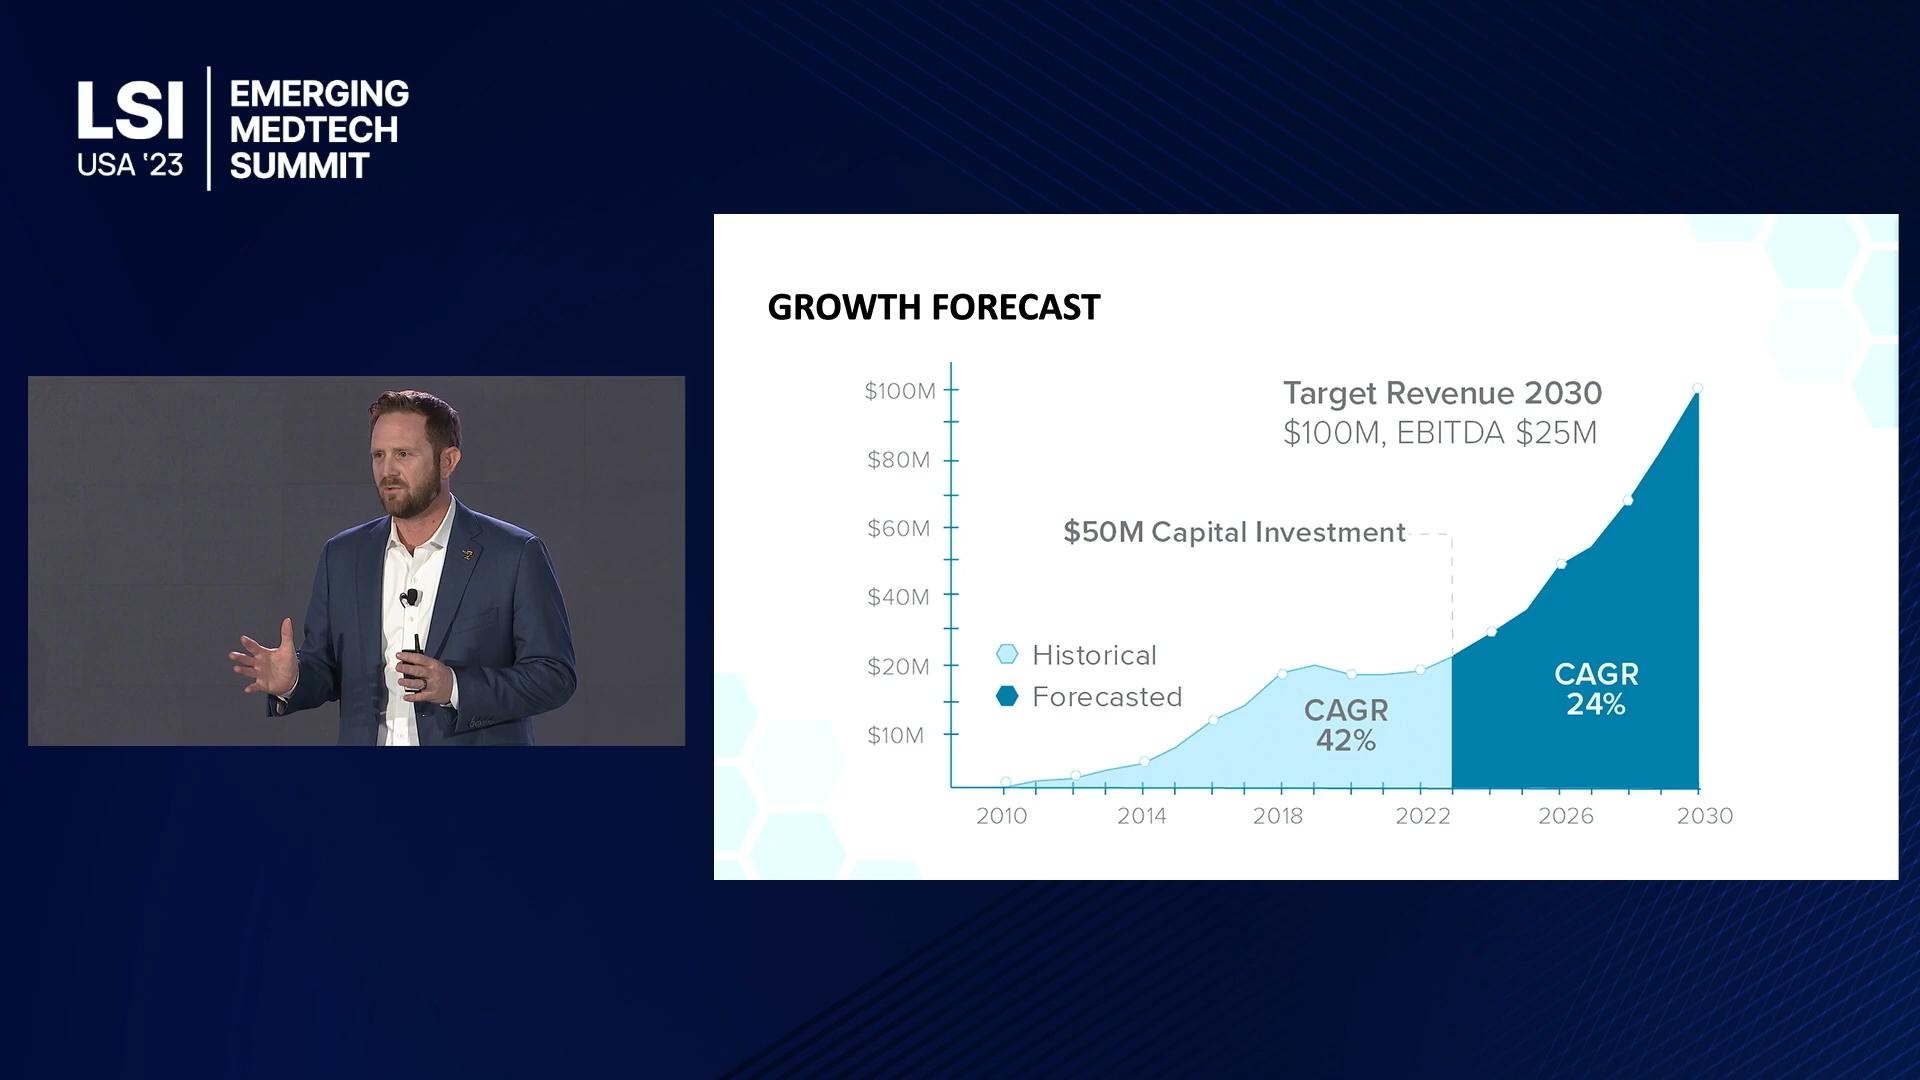 LSI
USA '23
EMERGING
MEDTECH
SUMMIT
GROWTH FORECAST
$100M
$80M
$60M
$40M
$20M
$10M
Target Revenue 2030
$100M, EBITDA $25M
$50M Capital Investment
Historical
Forecasted
CAGR
42%
CAGR
24%
2010
2014
2018
2022
2026
2030